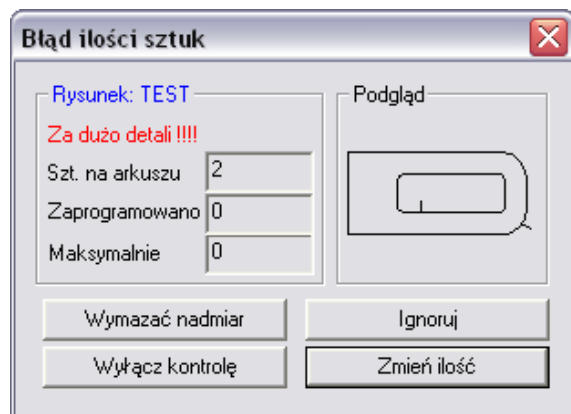 Błąd ilości sztuk
Rysunek: TEST
Za dużo detali !!!!
Szt. na arkuszu 2
Zaprogramowano 0
Maksymalnie 0
Podgląd
Wymazać nadmiar
Ignoruj
Wyłącz kontrolę
Zmień ilość